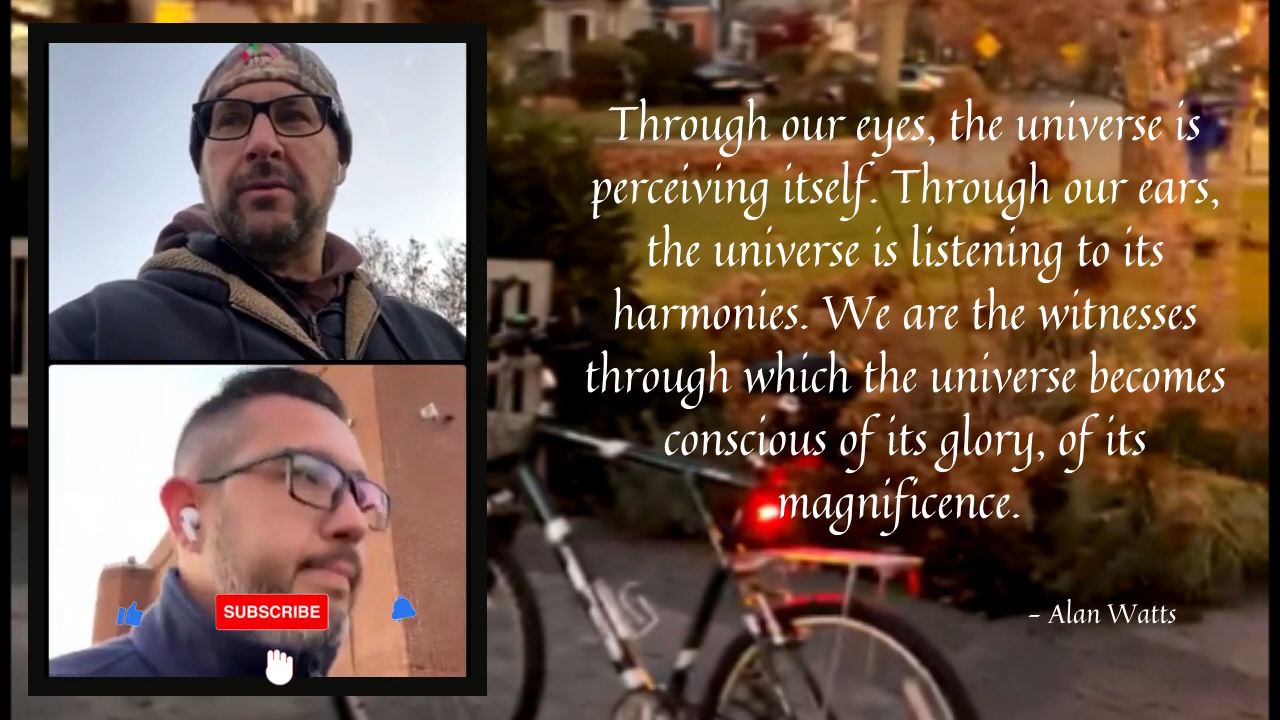 Through our eyes, the universe is
perceiving itself. Through our ears,
the universe is listening to its
harmonies. We are the witnesses
through which the universe becomes
conscious of its glory, of its
magnificence.
- Alan Watts
SUBSCRIBE